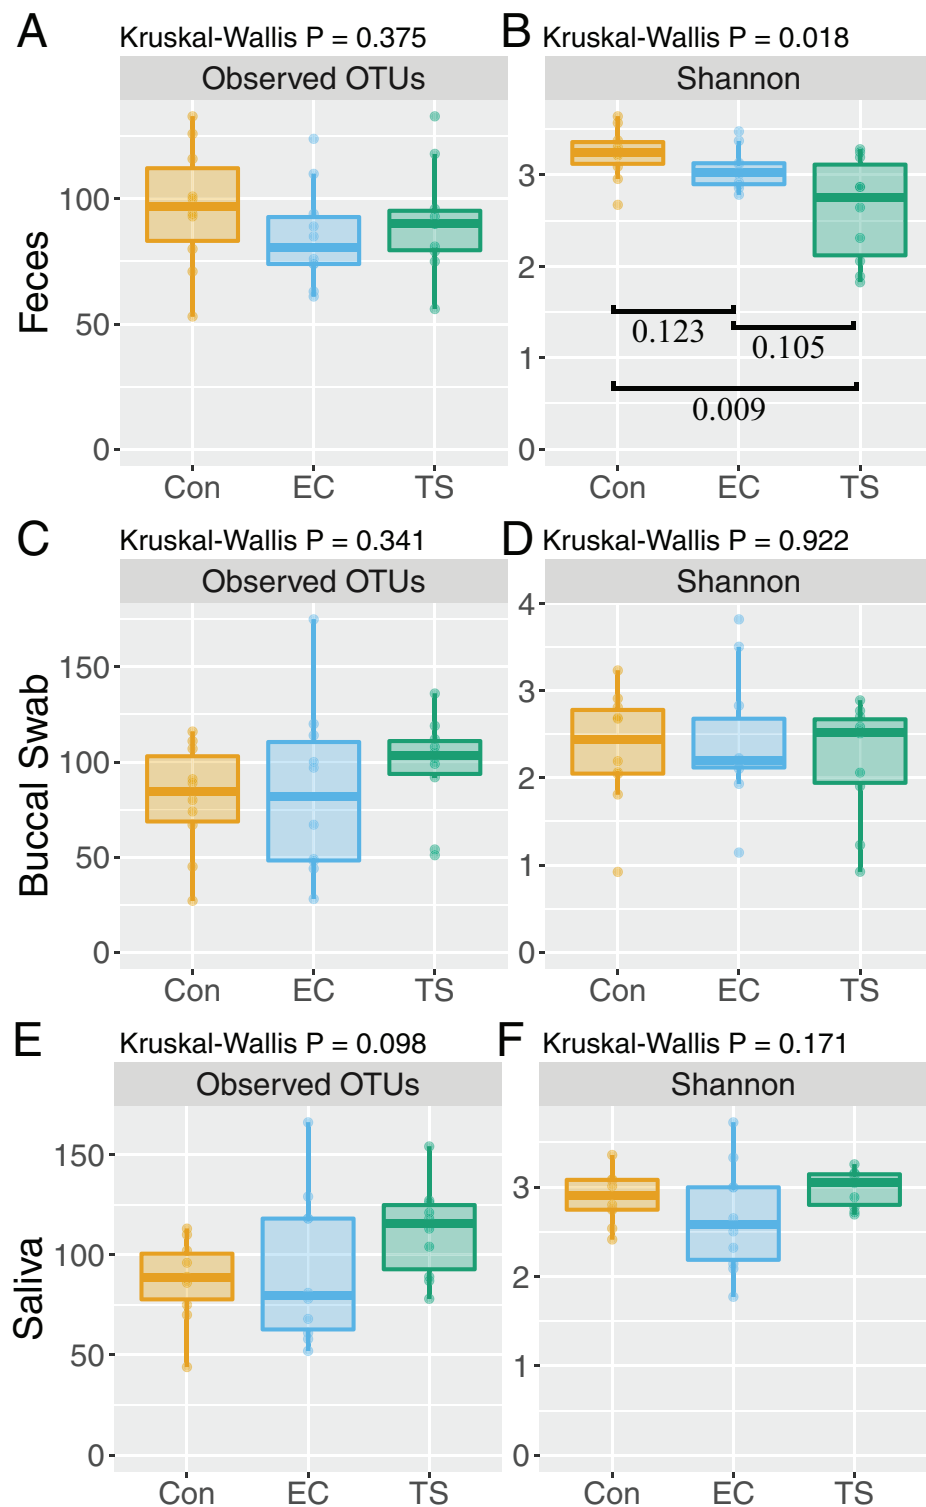 A Kruskal-Wallis P = 0.375
Observed OTUs
Feces
100
50
0
Con EC TS
B Kruskal-Wallis P = 0.018
Shannon
3
2
1
0
0.123
0.105
0.009
Con EC TS
C Kruskal-Wallis P = 0.341
Observed OTUs
Buccal Swab
150
100
50
0
Con EC TS
D Kruskal-Wallis P = 0.922
Shannon
4
3
2
1
0
Con EC TS
E Kruskal-Wallis P = 0.098
Observed OTUs
Saliva
150
100
50
0
Con EC TS
F Kruskal-Wallis P = 0.171
Shannon
3
2
1
0
Con EC TS